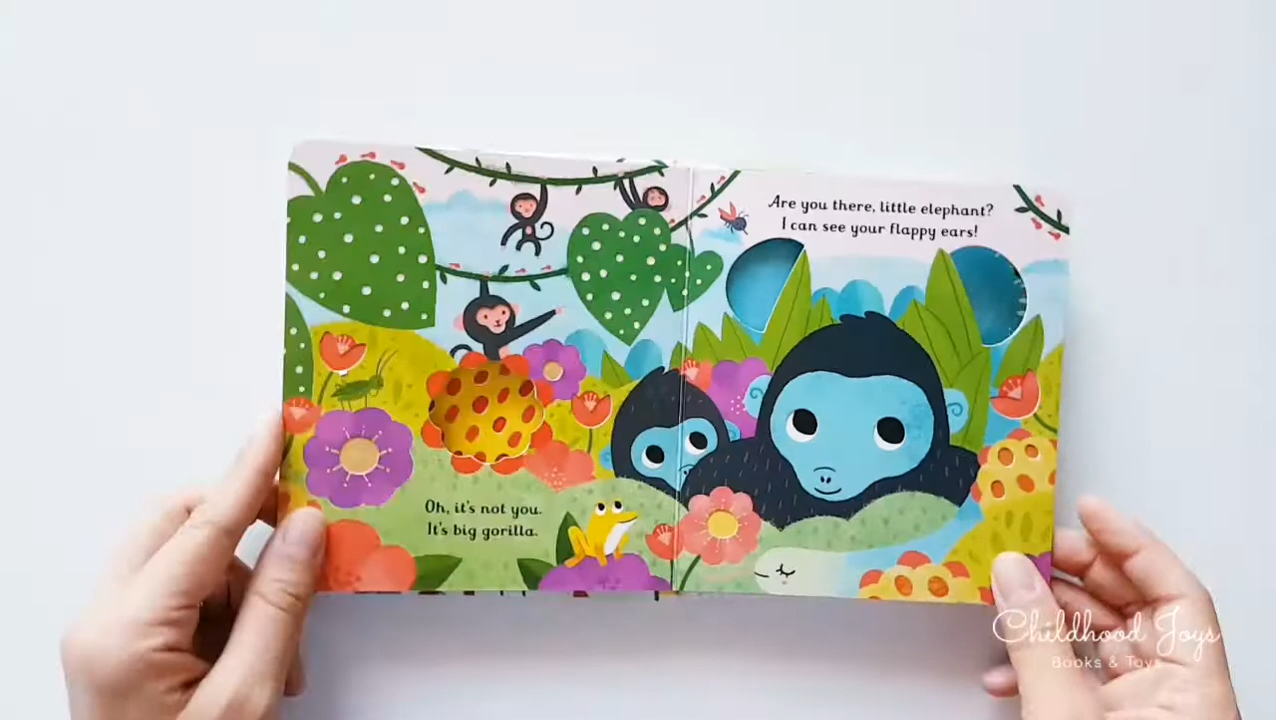 Oh, it's not you.
It's big gorilla.
Are you there, little elephant?
I can see your flappy ears!
Childhood Joys
Books & Toys